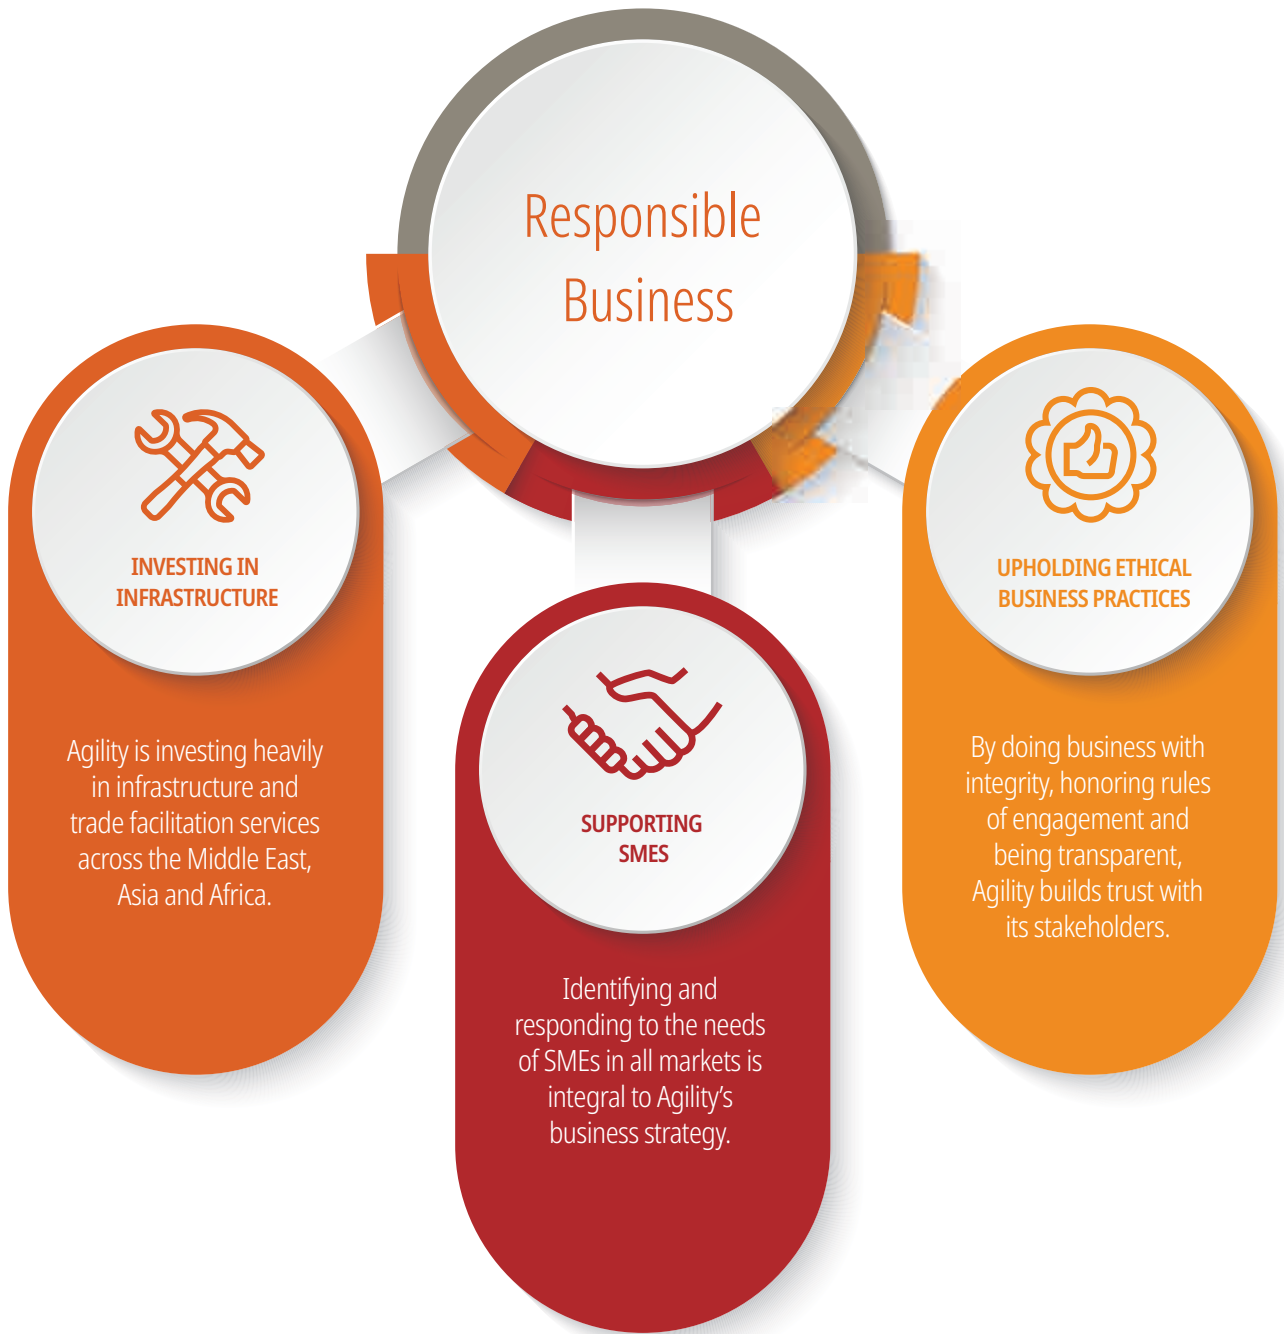 Responsible
Business
INVESTING IN
INFRASTRUCTURE
Agility is investing heavily
in infrastructure and
trade facilitation services
across the Middle East,
Asia and Africa.
SUPPORTING
SMES
Identifying and
responding to the needs
of SMEs in all markets is
integral to Agility’s
business strategy.
UPHOLDING ETHICAL
BUSINESS PRACTICES
By doing business with
integrity, honoring rules
of engagement and
being transparent,
Agility builds trust with
its stakeholders.